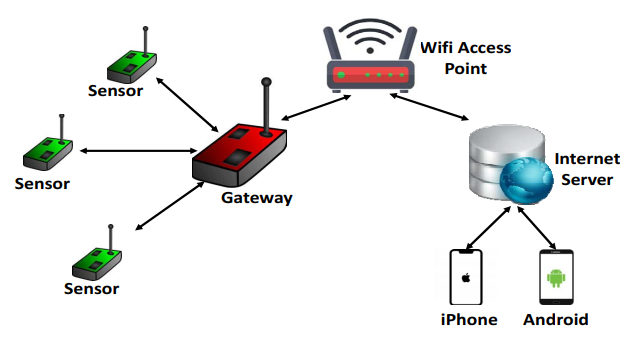 Sensor
Wifi Access
Point
Sensor
Gateway
Internet
Server
Sensor
iPhone
Android